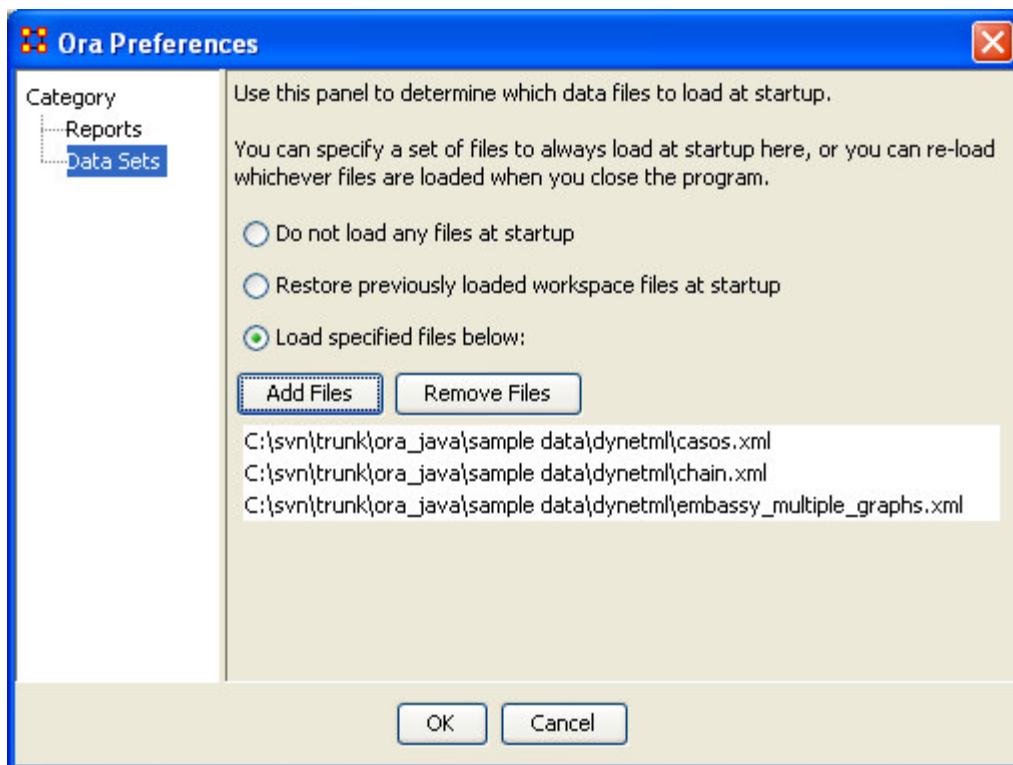 Ora Preferences
Category
Reports
Data Sets
Use this panel to determine which data files to load at startup.
You can specify a set of files to always load at startup here, or you can re-load
whichever files are loaded when you close the program.
Do not load any files at startup
Restore previously loaded workspace files at startup
Load specified files below:
Add Files
Remove Files
C:\svn\trunk\ora_java\sample data\dynetml\casos.xml
C:\svn\trunk\ora_java\sample data\dynetml\chain.xml
C:\svn\trunk\ora_java\sample data\dynetml\embassy_multiple_graphs.xml
OK
Cancel